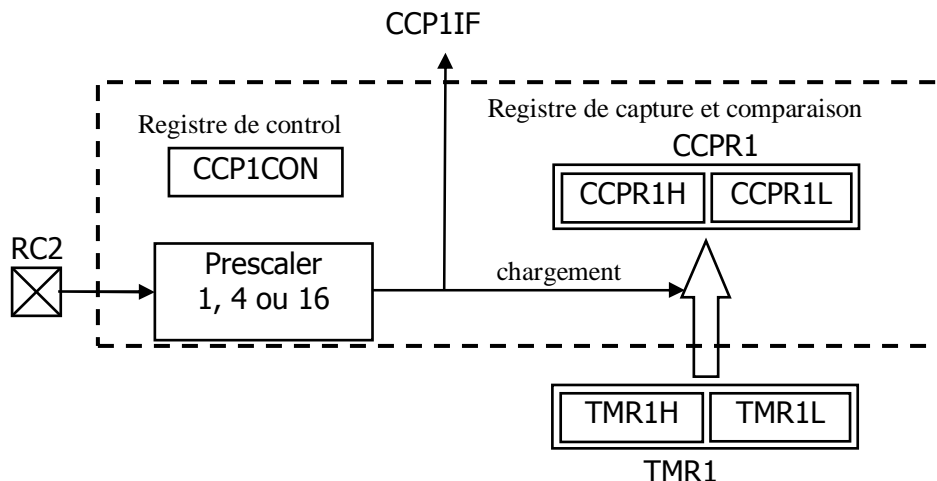 CCP1IF
Registre de control
CCP1CON
Registre de capture et comparaison
CCPR1
CCPR1H
CCPR1L
RC2
Prescaler
1, 4 ou 16
chargement
TMR1H
TMR1L
TMR1